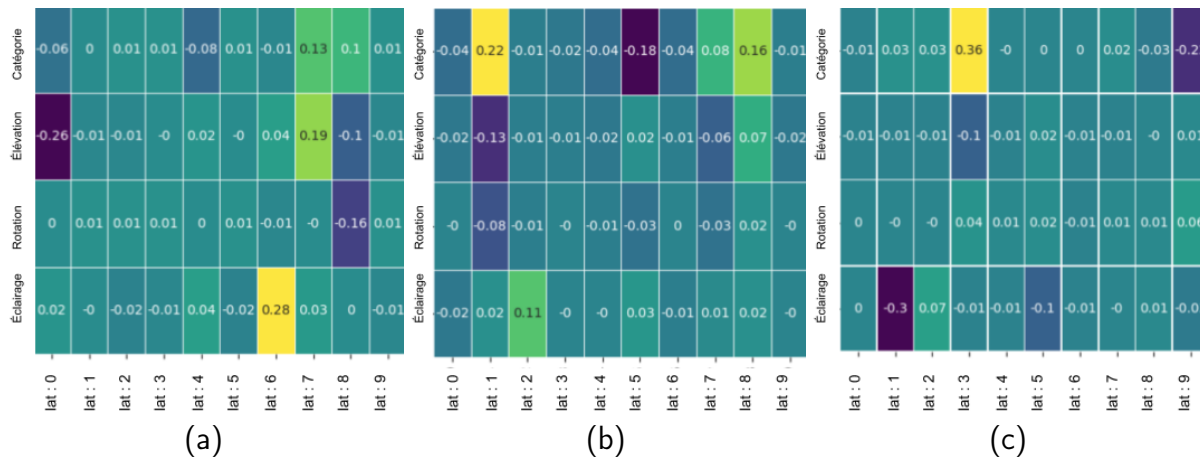 Catégorie -0.06 0 0.01 0.01 -0.08 0.01 -0.01 0.13 0.1 0.01
Élévation -0.26 -0.01 -0.01 -0 0.02 -0 0.04 0.19 -0.1 -0.01
Rotation 0 0.01 0.01 0.01 0 0.01 -0.01 -0 -0.16 0.01
Éclairage 0.02 -0 -0.02 -0.01 0.04 -0.02 0.28 0.03 0 -0.01
lat : 0 lat : 1 lat : 2 lat : 3 lat : 4 lat : 5 lat : 6 lat : 7 lat : 8 lat : 9
(a)
Catégorie -0.04 0.22 -0.01 -0.02 -0.04 -0.18 -0.04 0.08 0.16 -0.01
Élévation -0.02 -0.13 -0.01 -0.01 -0.02 0.02 -0.01 -0.06 0.07 -0.02
Rotation -0 -0.08 -0.01 -0 -0.01 -0.03 0 -0.03 0.02 -0
Éclairage -0.02 0.02 0.11 -0 -0 0.03 -0.01 0.01 0.02 -0
lat : 0 lat : 1 lat : 2 lat : 3 lat : 4 lat : 5 lat : 6 lat : 7 lat : 8 lat : 9
(b)
Catégorie -0.01 0.03 0.03 0.36 -0 0 0 0.02 -0.03
Élévation -0.01 -0.01 -0.01 -0.1 -0.01 0.02 -0.01 -0.01 -0
Rotation 0 -0 -0 0.04 0.01 0.02 -0.01 0.01 0.01 0.06
Éclairage 0 -0.3 0.07 -0.01 -0.01 -0.1 -0.01 -0 0.01
lat : 0 lat : 1 lat : 2 lat : 3 lat : 4 lat : 5 lat : 6 lat : 7 lat : 8 lat : 9
(c)